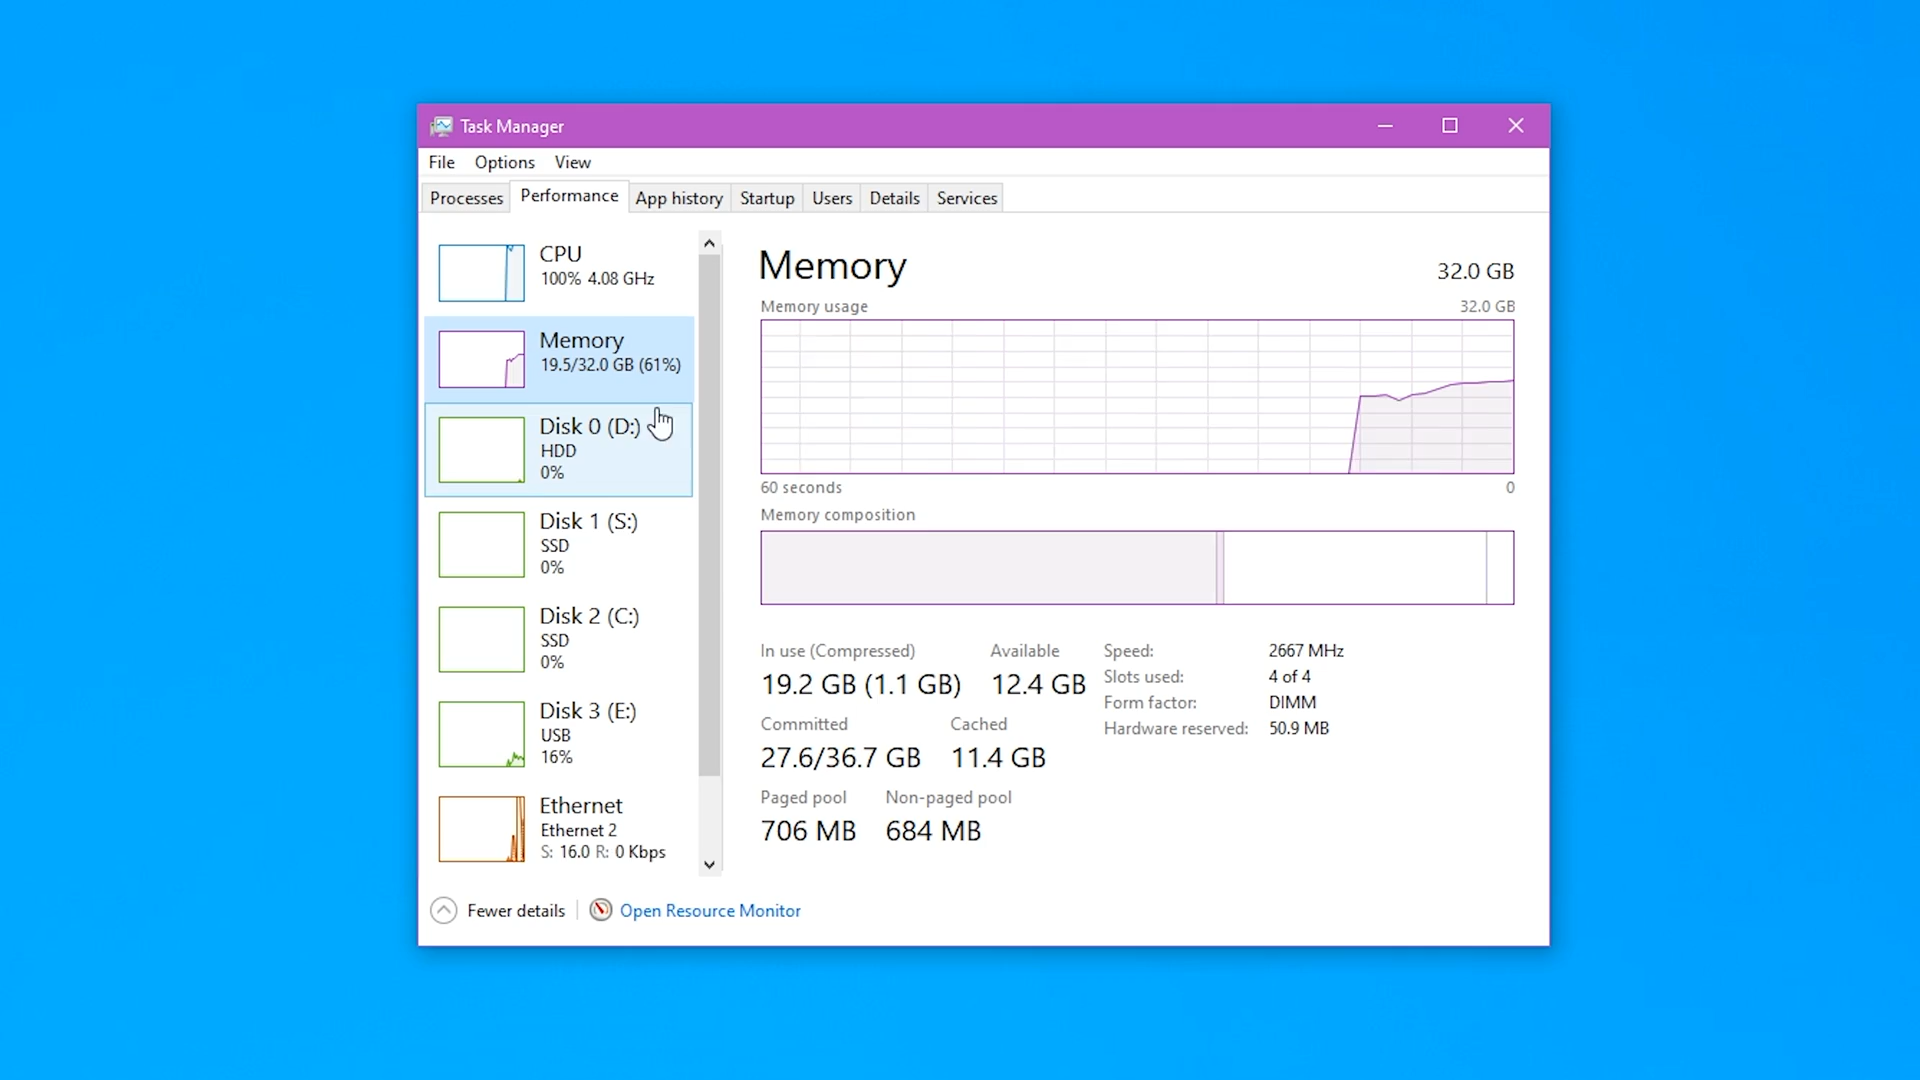 Task Manager
File Options View
Processes Performance App history Startup Users Details Services
CPU
100% 4.08 GHz
Memory
19.5/32.0 GB (61%)
Disk 0 (D:)
HDD
0%
Disk 1 (S:)
SSD
0%
Disk 2 (C:)
SSD
0%
Disk 3 (E:)
USB
16%
Ethernet
Ethernet 2
S: 16.0 R: 0 Kbps
Memory 32.0 GB
Memory usage 32.0 GB
60 seconds 0
Memory composition
In use (Compressed) Available
19.2 GB (1.1 GB) 12.4 GB
Committed Cached
27.6/36.7 GB 11.4 GB
Paged pool Non-paged pool
706 MB 684 MB
Speed: 2667 MHz
Slots used: 4 of 4
Form factor: DIMM
Hardware reserved: 50.9 MB
Fewer details Open Resource Monitor